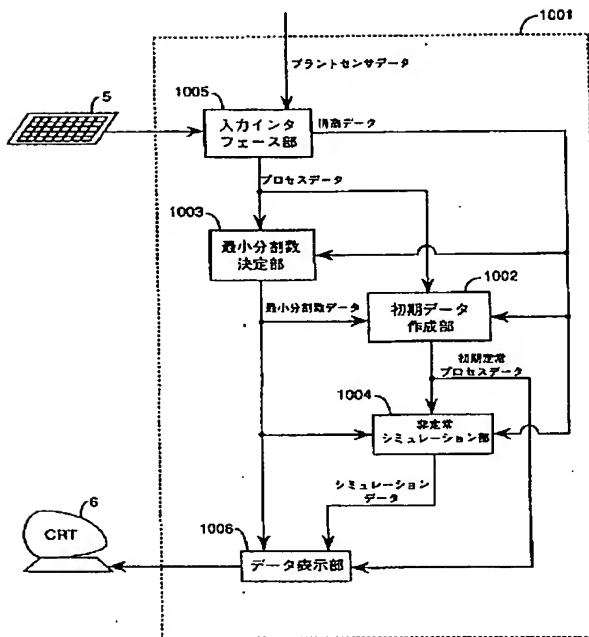 1001
プラントセンサデータ
5
1005
入力インタ
フェース部
プロセスデータ
1003
最小分割数
決定部
1002
最小分割数データ
初期データ
作成部
初期定常
プロセスデータ
1004
非定常
シミュレーション部
シミュレーション
データ
6
CRT
1006
データ表示部